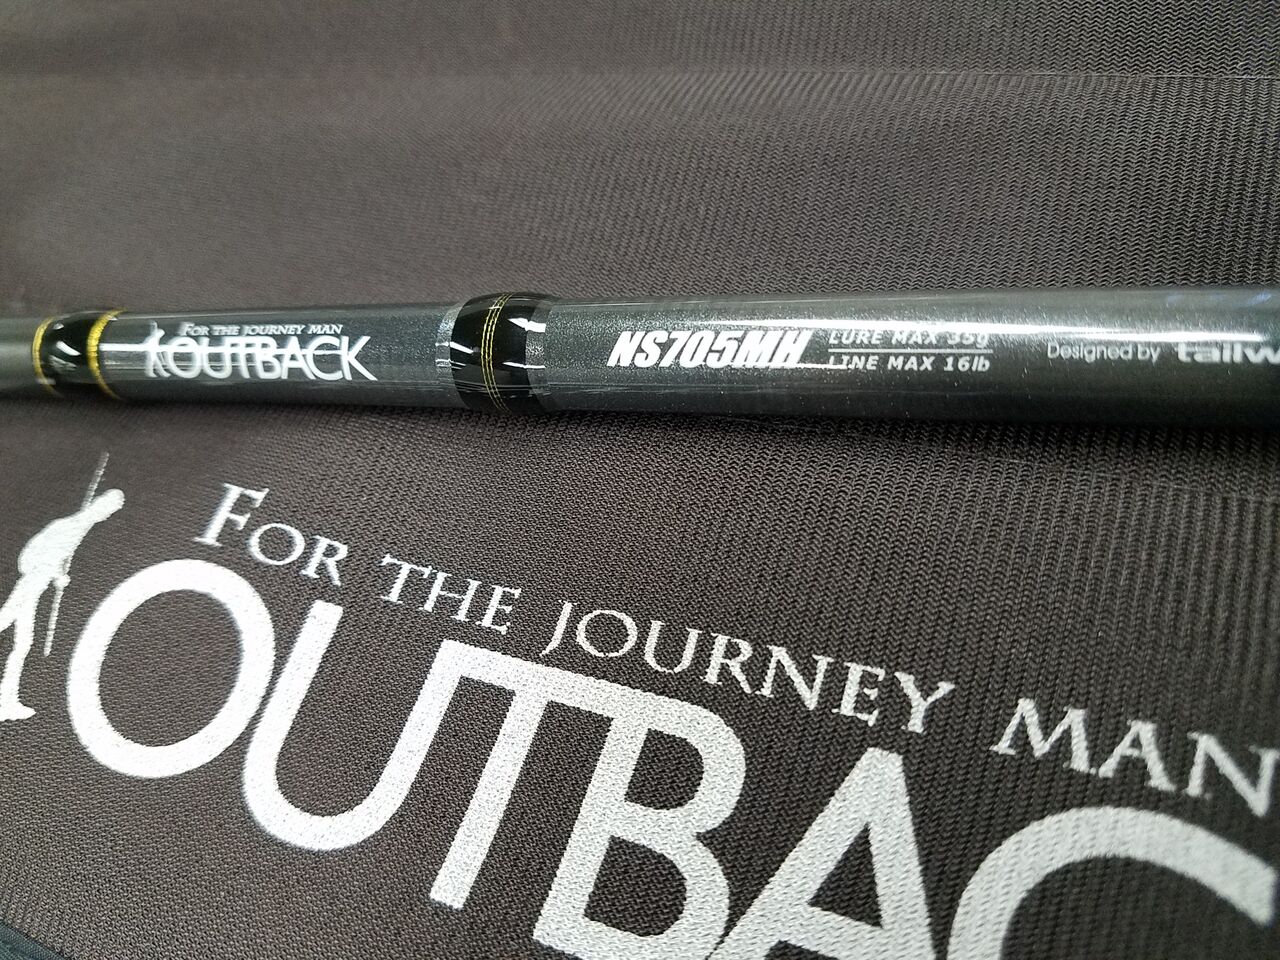 FOR THE JOURNEY MAN
OUTBACK
NS705MH
LURE MAX 35g
LINE MAX 16lb
Designed by tailw
FOR THE JOURNEY MAN
OUTBAC